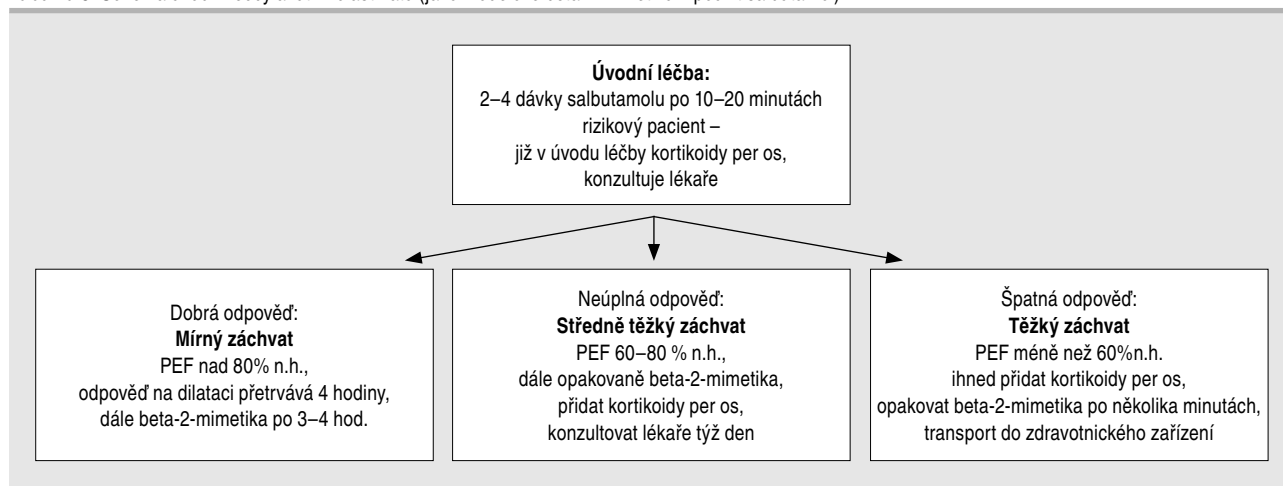 Úvodní léčba:
2–4 dávky salbutamolu po 10–20 minutách
rizikový pacient –
již v úvodu léčby kortikoidy per os,
konzultuje lékaře
Dobrá odpověď:
Mírný záchvat
PEF nad 80% n.h.,
odpověď na dilataci přetrvává 4 hodiny,
dále beta-2-mimetika po 3–4 hod.
Neúplná odpověď:
Středně těžký záchvat
PEF 60–80 % n.h.,
dále opakovaně beta-2-mimetika,
přidat kortikoidy per os,
konzultovat lékaře týž den
Špatná odpověď:
Těžký záchvat
PEF méně než 60%n.h.
ihned přidat kortikoidy per os,
opakovat beta-2-mimetika po několika minutách,
transport do zdravotnického zařízení